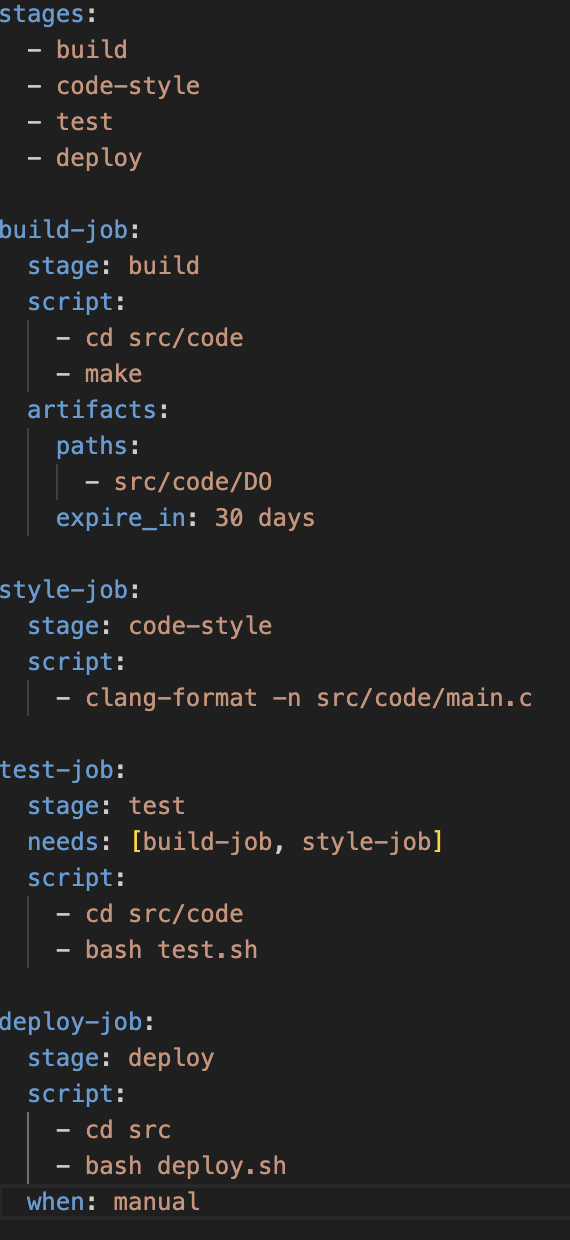 stages:
  - build
  - code-style
  - test
  - deploy

build-job:
  stage: build
  script:
    - cd src/code
    - make
  artifacts:
    paths:
      - src/code/DO
    expire_in: 30 days

style-job:
  stage: code-style
  script:
    - clang-format -n src/code/main.c

test-job:
  stage: test
  needs: [build-job, style-job]
  script:
    - cd src/code
    - bash test.sh

deploy-job:
  stage: deploy
  script:
    - cd src
    - bash deploy.sh
  when: manual